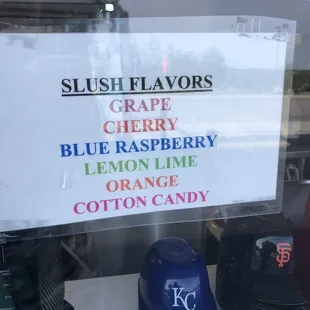 SLUSH FLAVORS
GRAPE
CHERRY
BLUE RASPBERRY
LEMON LIME
ORANGE
COTTON CANDY
KC
SF